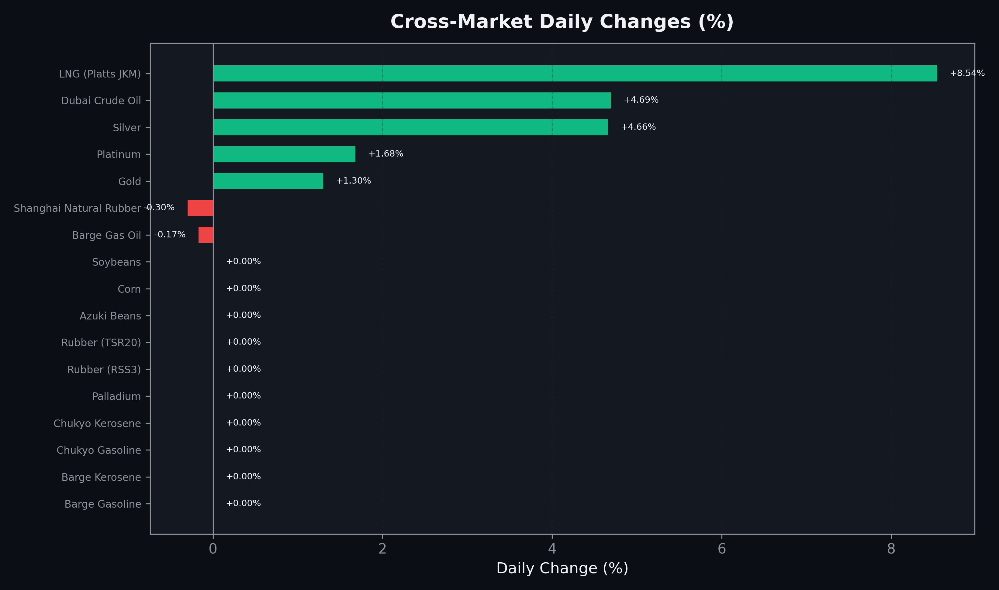 Cross-Market Daily Changes (%)
LNG (Platts JKM) +8.54%
Dubai Crude Oil +4.69%
Silver +4.66%
Platinum +1.68%
Gold +1.30%
Shanghai Natural Rubber -0.30%
Barge Gas Oil -0.17%
Soybeans +0.00%
Corn +0.00%
Azuki Beans +0.00%
Rubber (TSR20) +0.00%
Rubber (RSS3) +0.00%
Palladium +0.00%
Chukyo Kerosene +0.00%
Chukyo Gasoline +0.00%
Barge Kerosene +0.00%
Barge Gasoline +0.00%
0 2 4 6 8
Daily Change (%)